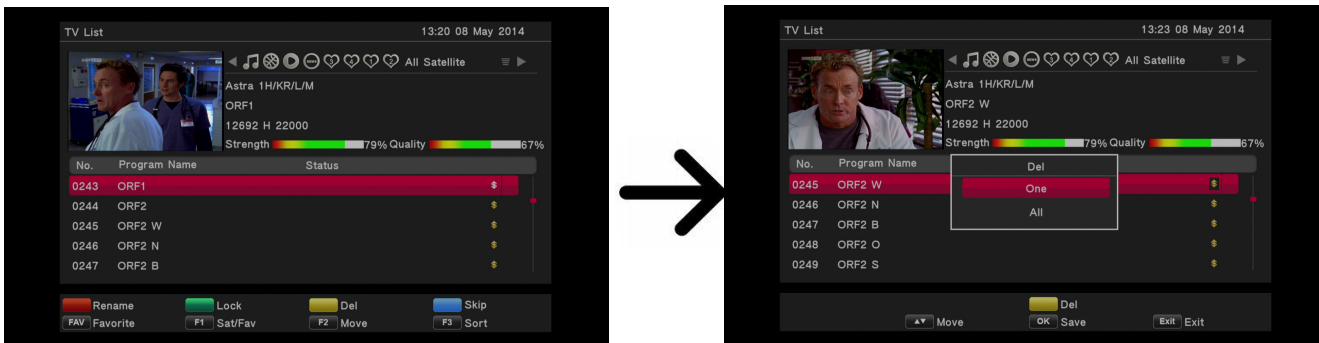 TV List 13:20 08 May 2014
All Satellite
Astra 1H/KR/L/M
ORF1
12692 H 22000
Strength 79% Quality 67%
No. Program Name Status
0243 ORF1 $
0244 ORF2 $
0245 ORF2 W $
0246 ORF2 N $
0247 ORF2 B $
Rename Lock Del Skip
FAV Favorite F1 Sat/Fav F2 Move F3 Sort
TV List 13:23 08 May 2014
All Satellite
Astra 1H/KR/L/M
ORF2 W
12692 H 22000
Strength 79% Quality 67%
No. Program Name
Del
One
All
0245 ORF2 W $
0246 ORF2 N $
0247 ORF2 B $
0248 ORF2 O $
0249 ORF2 S $
Del
▲▼ Move OK Save Exit Exit